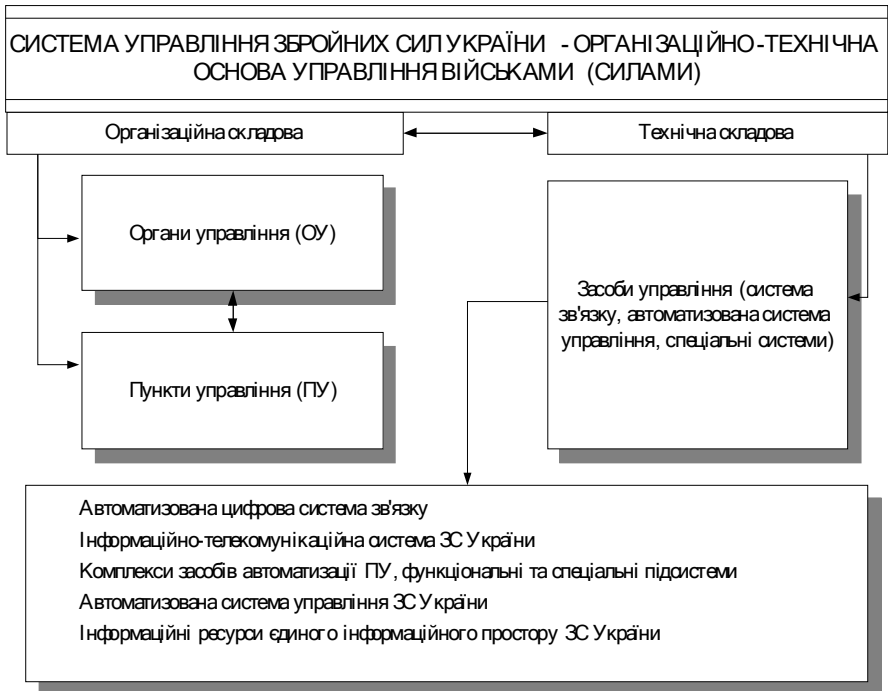 СИСТЕМА УПРАВЛІННЯ ЗБРОЙНИХ СИЛ УКРАЇНИ - ОРГАНІЗАЦІЙНО-ТЕХНІЧНА
ОСНОВА УПРАВЛІННЯ ВІЙСЬКАМИ (СИЛАМИ)
Організаційна складова
Технічна складова
Органи управління (ОУ)
Пункти управління (ПУ)
Засоби управління (система
зв'язку, автоматизована система
управління, спеціальні системи)
Автоматизована цифрова система зв'язку
Інформаційно-телекомунікаційна система ЗС України
Комплекси засобів автоматизації ПУ, функціональні та спеціальні підсистеми
Автоматизована система управління ЗС України
Інформаційні ресурси єдиного інформаційного простору ЗС України